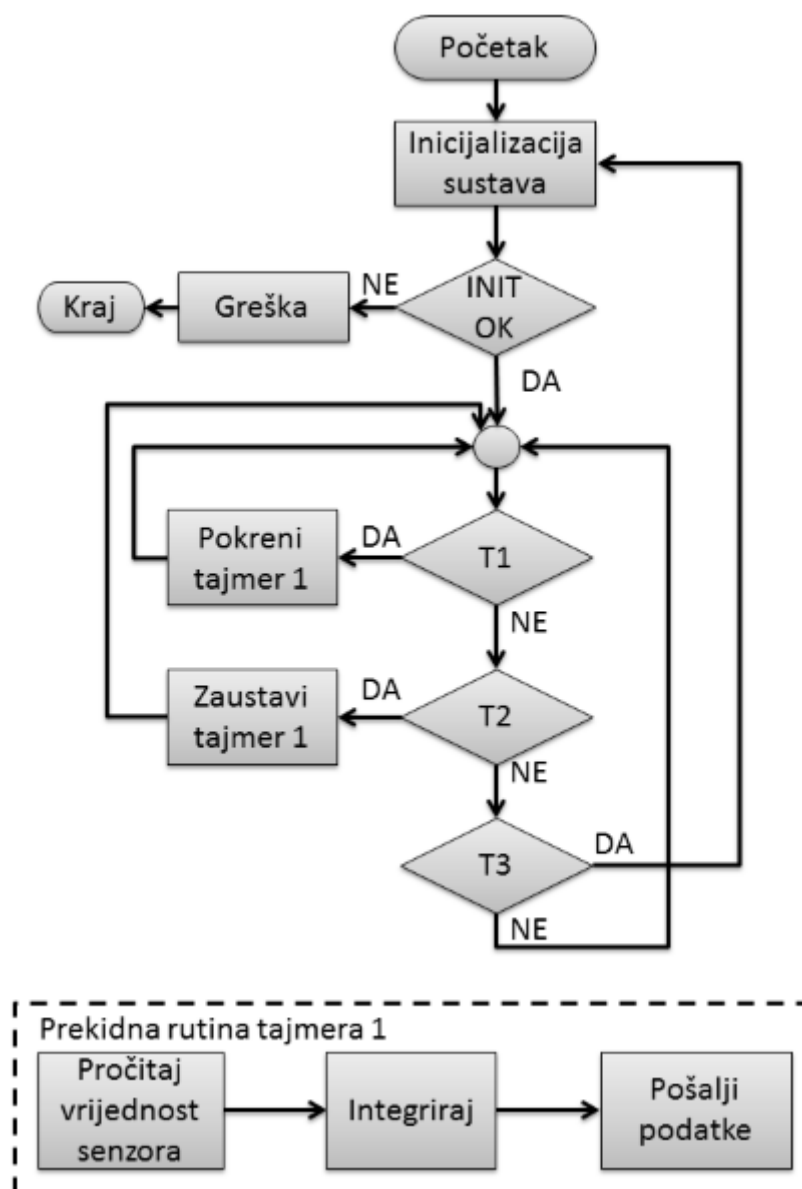 Početak
Inicijalizacija
sustava
INIT
OK
NE
Greška
Kraj
DA
T1
DA
Pokreni
tajmer 1
NE
T2
DA
Zaustavi
tajmer 1
NE
T3
DA
NE
Prekidna rutina tajmera 1
Pročitaj
vrijednost
senzora
Integriraj
Pošalji
podatke